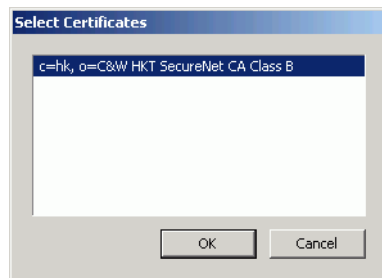 Select Certificates
c=hk, o=C&W HKT SecureNet CA Class B
OK
Cancel